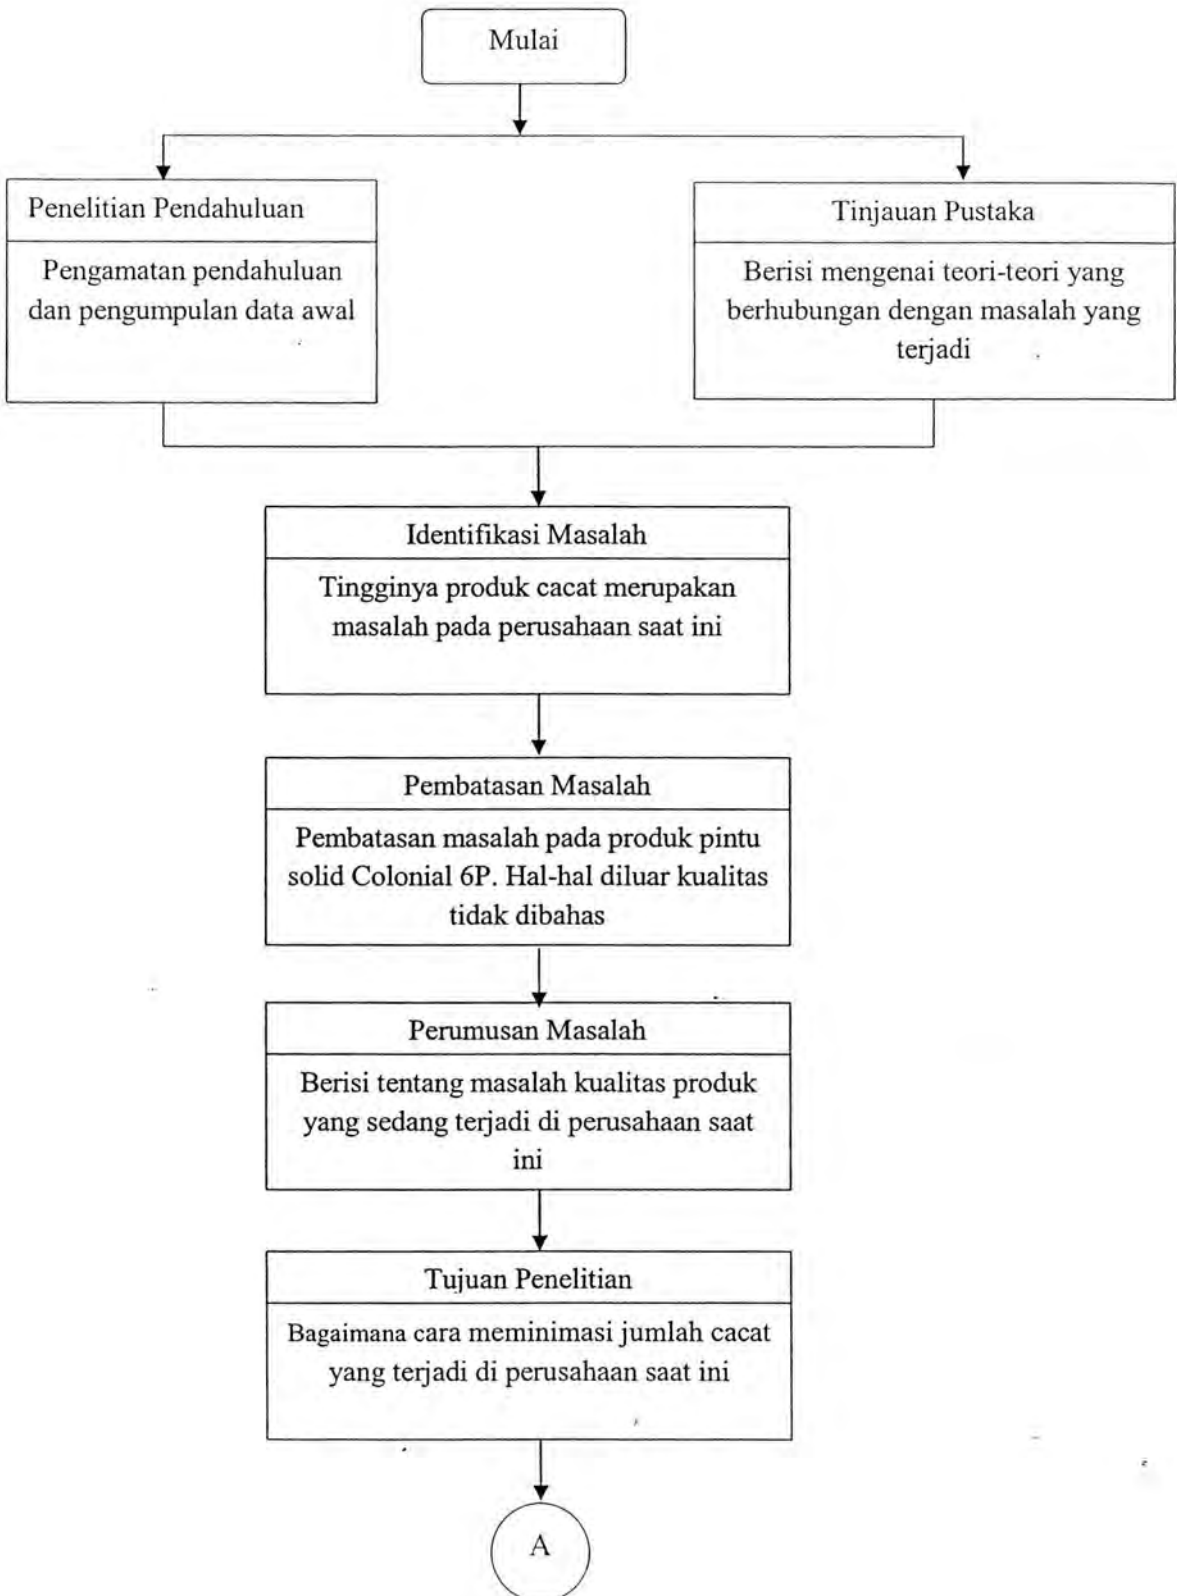 Mulai
Penelitian Pendahuluan
Pengamatan pendahuluan
dan pengumpulan data awal
Tinjauan Pustaka
Berisi mengenai teori-teori yang
berhubungan dengan masalah yang
terjadi
Identifikasi Masalah
Tingginya produk cacat merupakan
masalah pada perusahaan saat ini
Pembatasan Masalah
Pembatasan masalah pada produk pintu
solid Colonial 6P. Hal-hal diluar kualitas
tidak dibahas
Perumusan Masalah
Berisi tentang masalah kualitas produk
yang sedang terjadi di perusahaan saat
ini
Tujuan Penelitian
Bagaimana cara meminimasi jumlah cacat
yang terjadi di perusahaan saat ini
A